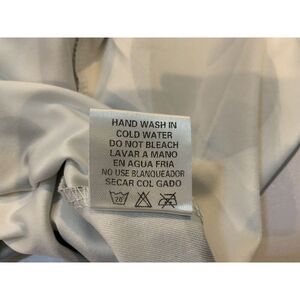 HAND WASH IN
COLD WATER
DO NOT BLEACH
LAVAR A MANO
EN AGUA FRIA
NO USE BLANQUEADOR
SECAR COL GADO